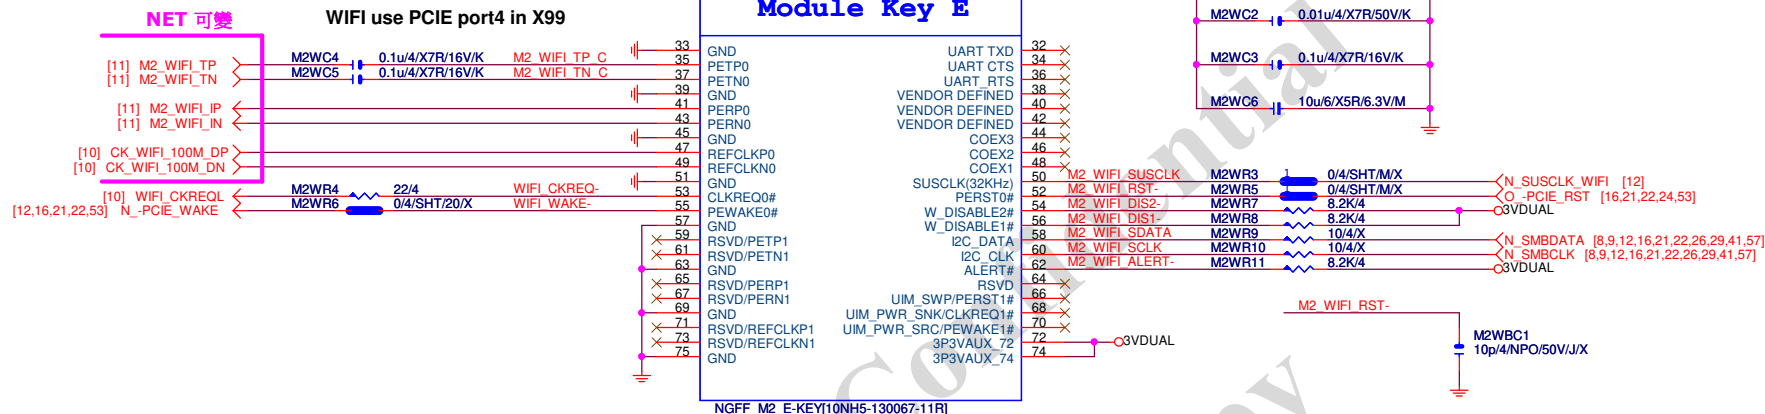 NET 可變
WIFI use PCIE port4 in X99
Module Key E
M2WC2 0.01u/4/X7R/50V/K
M2WC3 0.1u/4/X7R/16V/K
M2WC6 10u/6/X5R/6.3V/M
[11] M2_WIFI_TP M2WC4 0.1u/4/X7R/16V/K M2_WIFI_TP_C
[11] M2_WIFI_TN M2WC5 0.1u/4/X7R/16V/K M2_WIFI_TN_C
[11] M2_WIFI_IP
[11] M2_WIFI_IN
[10] CK_WIFI_100M_DP
[10] CK_WIFI_100M_DN
[10] WIFI_CKREQL M2WR4 22/4 WIFI_CKREQ-
[12,16,21,22,53] N_-PCIE_WAKE M2WR6 0/4/SHT/20/X WIFI_WAKE-
33 GND
35 PETP0
37 PETN0
39 GND
41 PERP0
43 PERN0
45 GND
47 REFCLKP0
49 REFCLKN0
51 GND
53 CLKREQ0#
55 PEWAKE0#
57 GND
59 RSVD/PETP1
61 RSVD/PETN1
63 GND
65 RSVD/PERP1
67 RSVD/PERN1
69 GND
71 RSVD/REFCLKP1
73 RSVD/REFCLKN1
75 GND
UART TXD 32
UART CTS 34
UART_RTS 36
VENDOR DEFINED 38
VENDOR DEFINED 40
VENDOR DEFINED 42
COEX3 44
COEX2 46
COEX1 48
SUSCLK(32KHz) 50 M2_WIFI_SUSCLK M2WR3 1 0/4/SHT/M/X N_SUSCLK_WIFI [12]
PERST0# 52 M2_WIFI_RST- M2WR5 0/4/SHT/M/X O_-PCIE_RST [16,21,22,24,53]
W_DISABLE2# 54 M2_WIFI_DIS2- M2WR7 8.2K/4 3VDUAL
W_DISABLE1# 56 M2_WIFI_DIS1- M2WR8 8.2K/4
I2C_DATA 58 M2_WIFI_SDATA M2WR9 10/4/X N_SMBDATA [8,9,12,16,21,22,26,29,41,57]
I2C_CLK 60 M2_WIFI_SCLK M2WR10 10/4/X N_SMBCLK [8,9,12,16,21,22,26,29,41,57]
ALERT# 62 M2_WIFI_ALERT- M2WR11 8.2K/4 3VDUAL
RSVD 64
UIM_SWP/PERST1# 66
UIM_PWR_SNK/CLKREQ1# 68
UIM_PWR_SRC/PEWAKE1# 70
3P3VAUX_72 72 3VDUAL
3P3VAUX_74 74
M2_WIFI_RST-
M2WBC1
10p/4/NPO/50V/J/X
NGFF_M2_E-KEY[10NH5-130067-11R]
Confidential